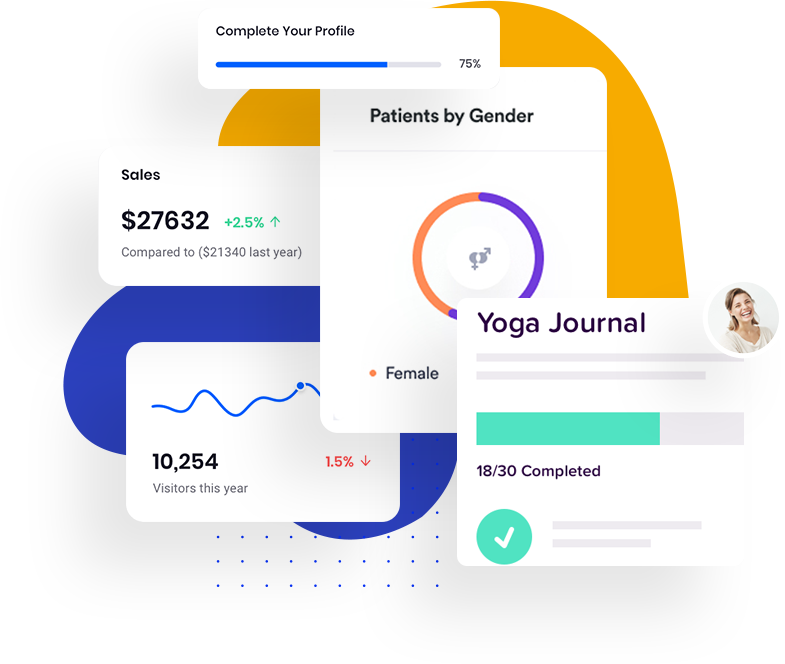 Complete Your Profile
75%
Patients by Gender
Sales
$27632 +2.5% ↑
Compared to ($21340 last year)
Yoga Journal
Female
10,254 1.5% ↓
Visitors this year
18/30 Completed